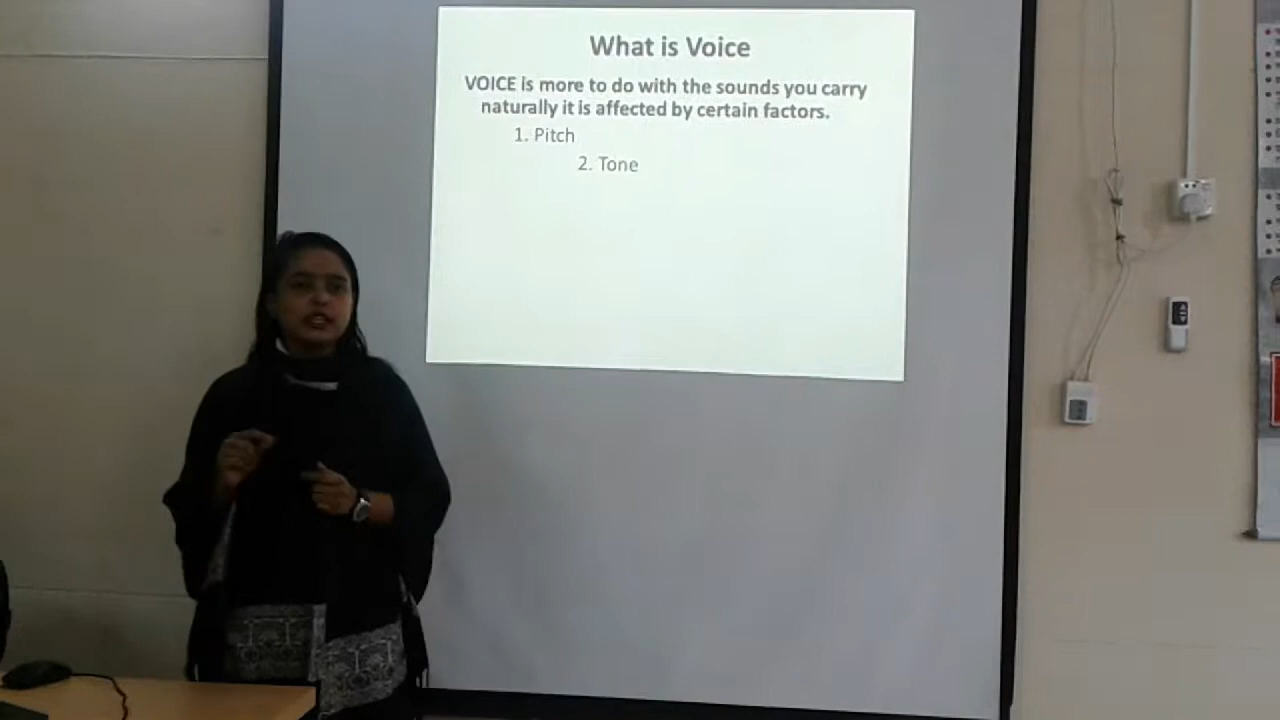 What is Voice
VOICE is more to do with the sounds you carry
naturally it is affected by certain factors.
1. Pitch
2. Tone